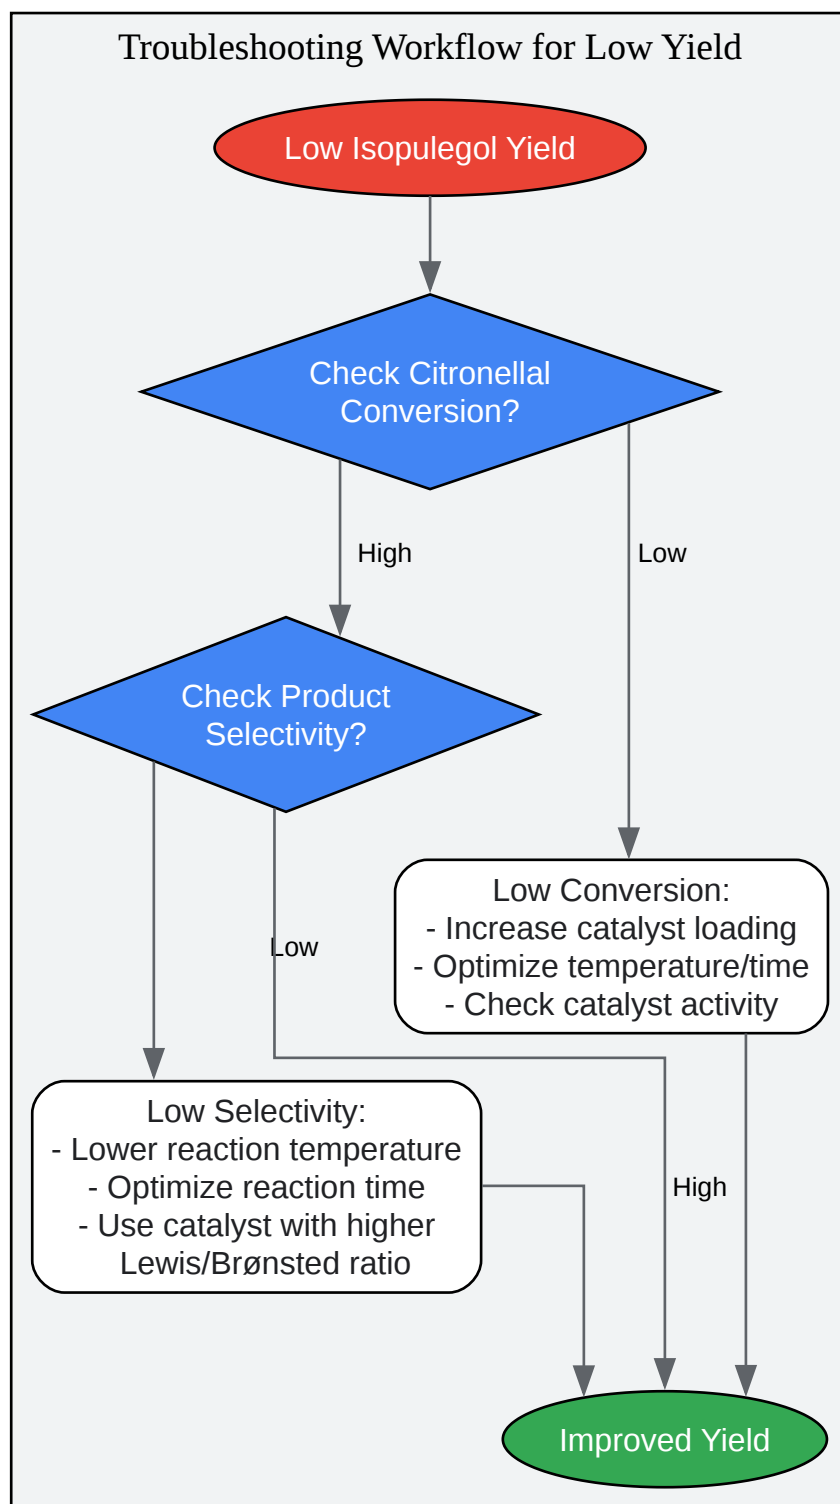 Troubleshooting Workflow for Low Yield
Low Isopulegol Yield
Check Citronellal
Conversion?
High
Low
Check Product
Selectivity?
Low Conversion:
- Increase catalyst loading
- Optimize temperature/time
- Check catalyst activity
Low
Low Selectivity:
- Lower reaction temperature
- Optimize reaction time
- Use catalyst with higher
Lewis/Brønsted ratio
High
Improved Yield